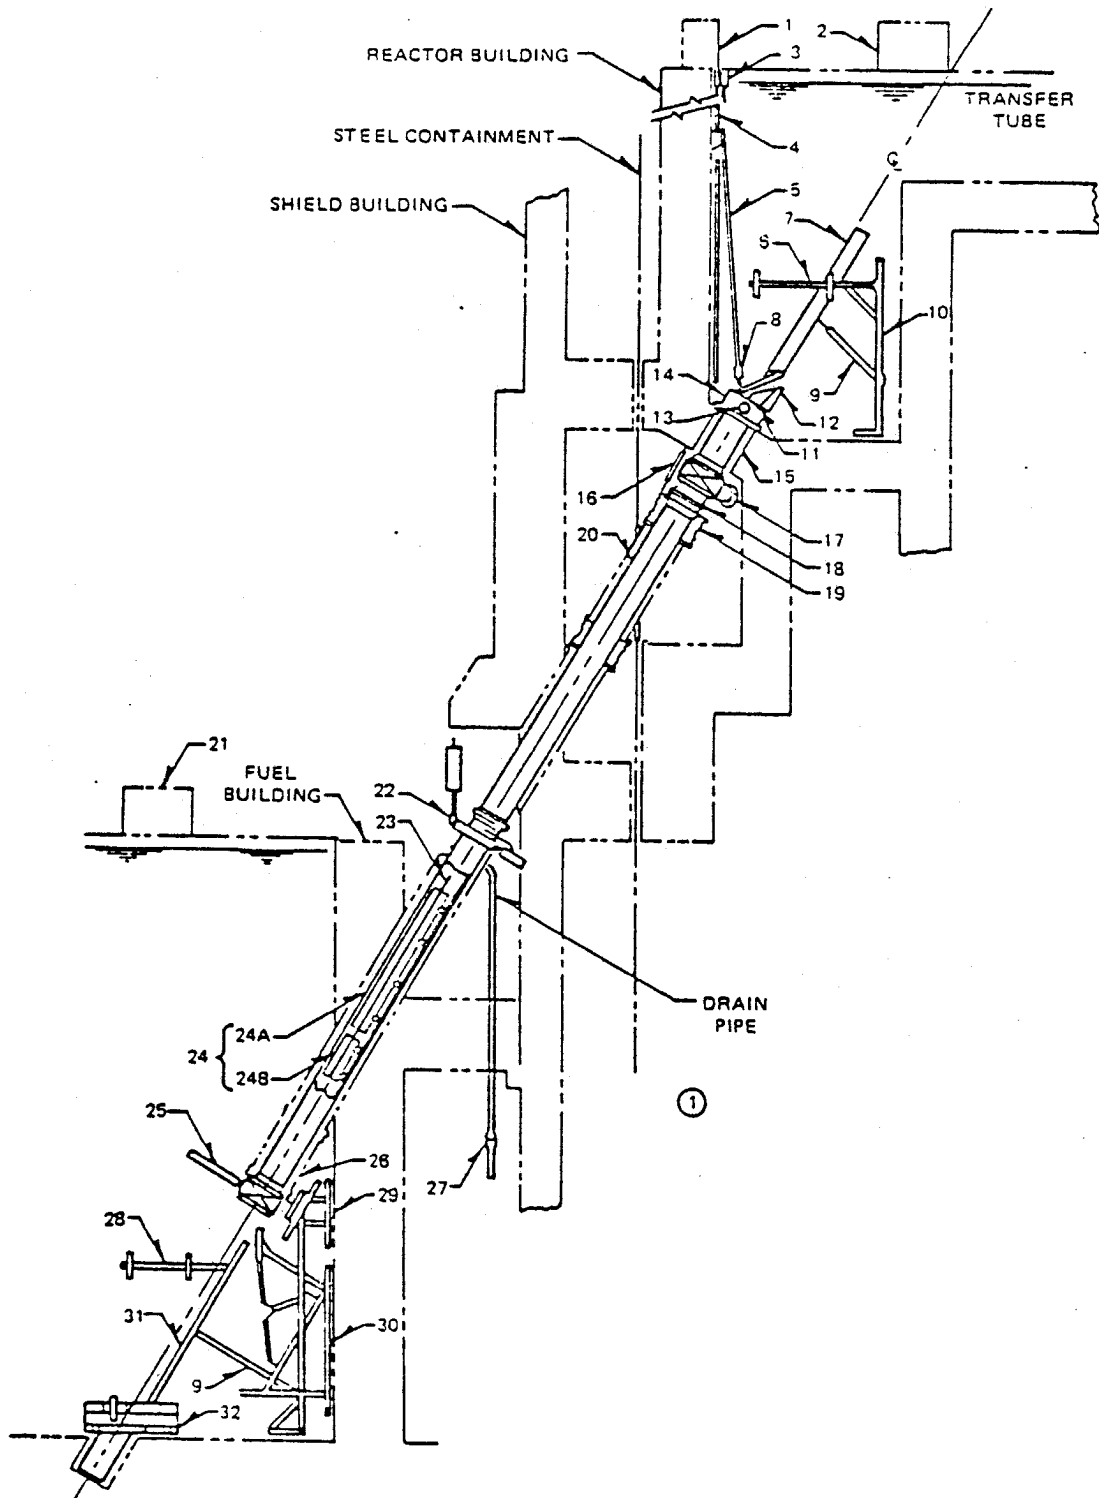 1
2
REACTOR BUILDING
3
TRANSFER
TUBE
STEEL CONTAINMENT
4
℄
5
SHIELD BUILDING
7
S
8
10
14
9
13
12
11
15
16
17
20
18
19
21
FUEL
BUILDING
22
23
DRAIN
PIPE
24A
24
24B
1
25
26
27
29
28
31
30
9
32